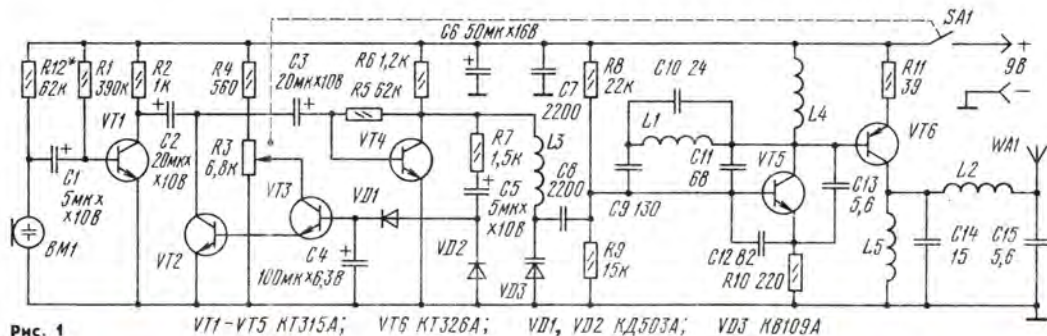 C6 50мк×16В
SA1
+
9В
−
R12*
62к
R1
390к
R2
1к
R4
560
C3
20мк×10В
R6 1,2к
R5 62к
C7
2200
R8
22к
C10 24
L1
L4
R11
39
VT1
C2
20мк×
×10В
R3
6,8к
VT4
R7
1,5к
L3
C8
2200
C11
68
VT5
VT6
L2
WA1
C1
5мк×
×10В
VT3
VD1
C5
5мк×
×10В
C9 130
C13
5,6
BM1
VT2
C4
100мк×6,3В
VD2
VD3
R9
15к
C12 82
R10 220
L5
C14
15
C15
5,6
Рис. 1
VT1-VT5 КТ315А; VT6 КТ326А; VD1, VD2 КД503А; VD3 КВ109А